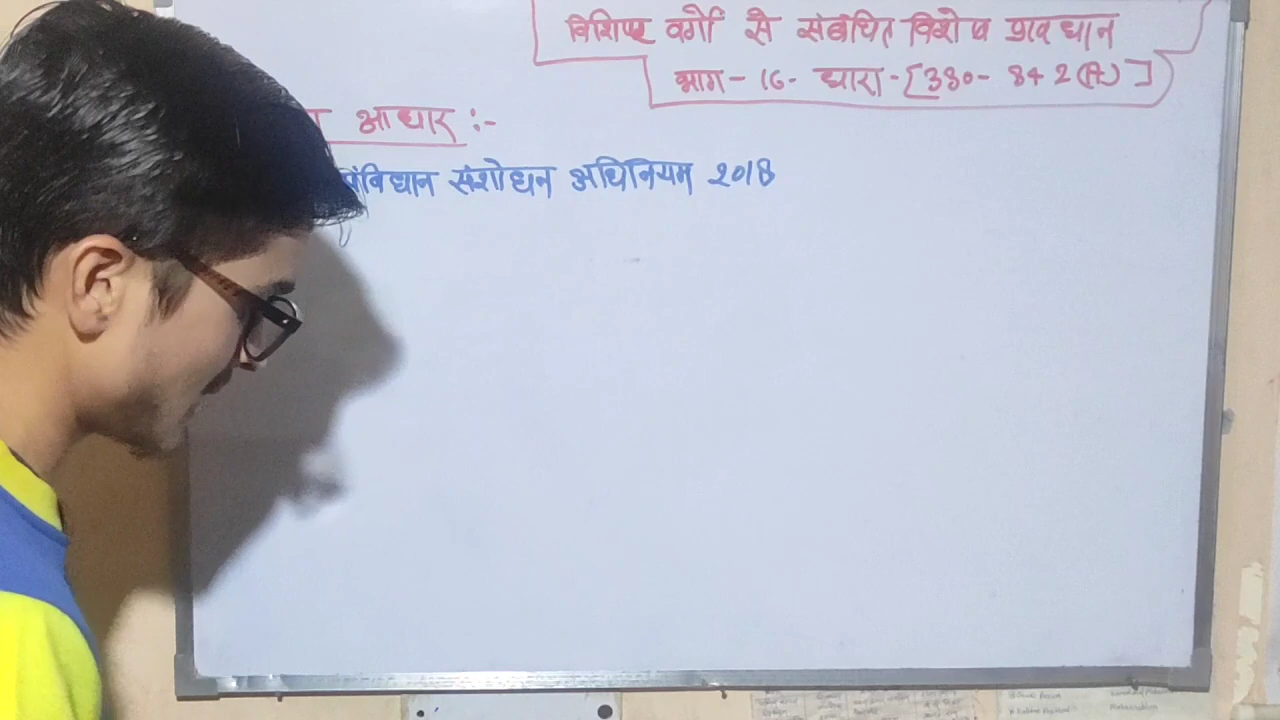 विशिष्ट वर्गो से संबंधित विशेष प्रावधान
भाग - 16 - धारा - [330 - 342 (A)]
आधार :-
संविधान संशोधन अधिनियम 2018